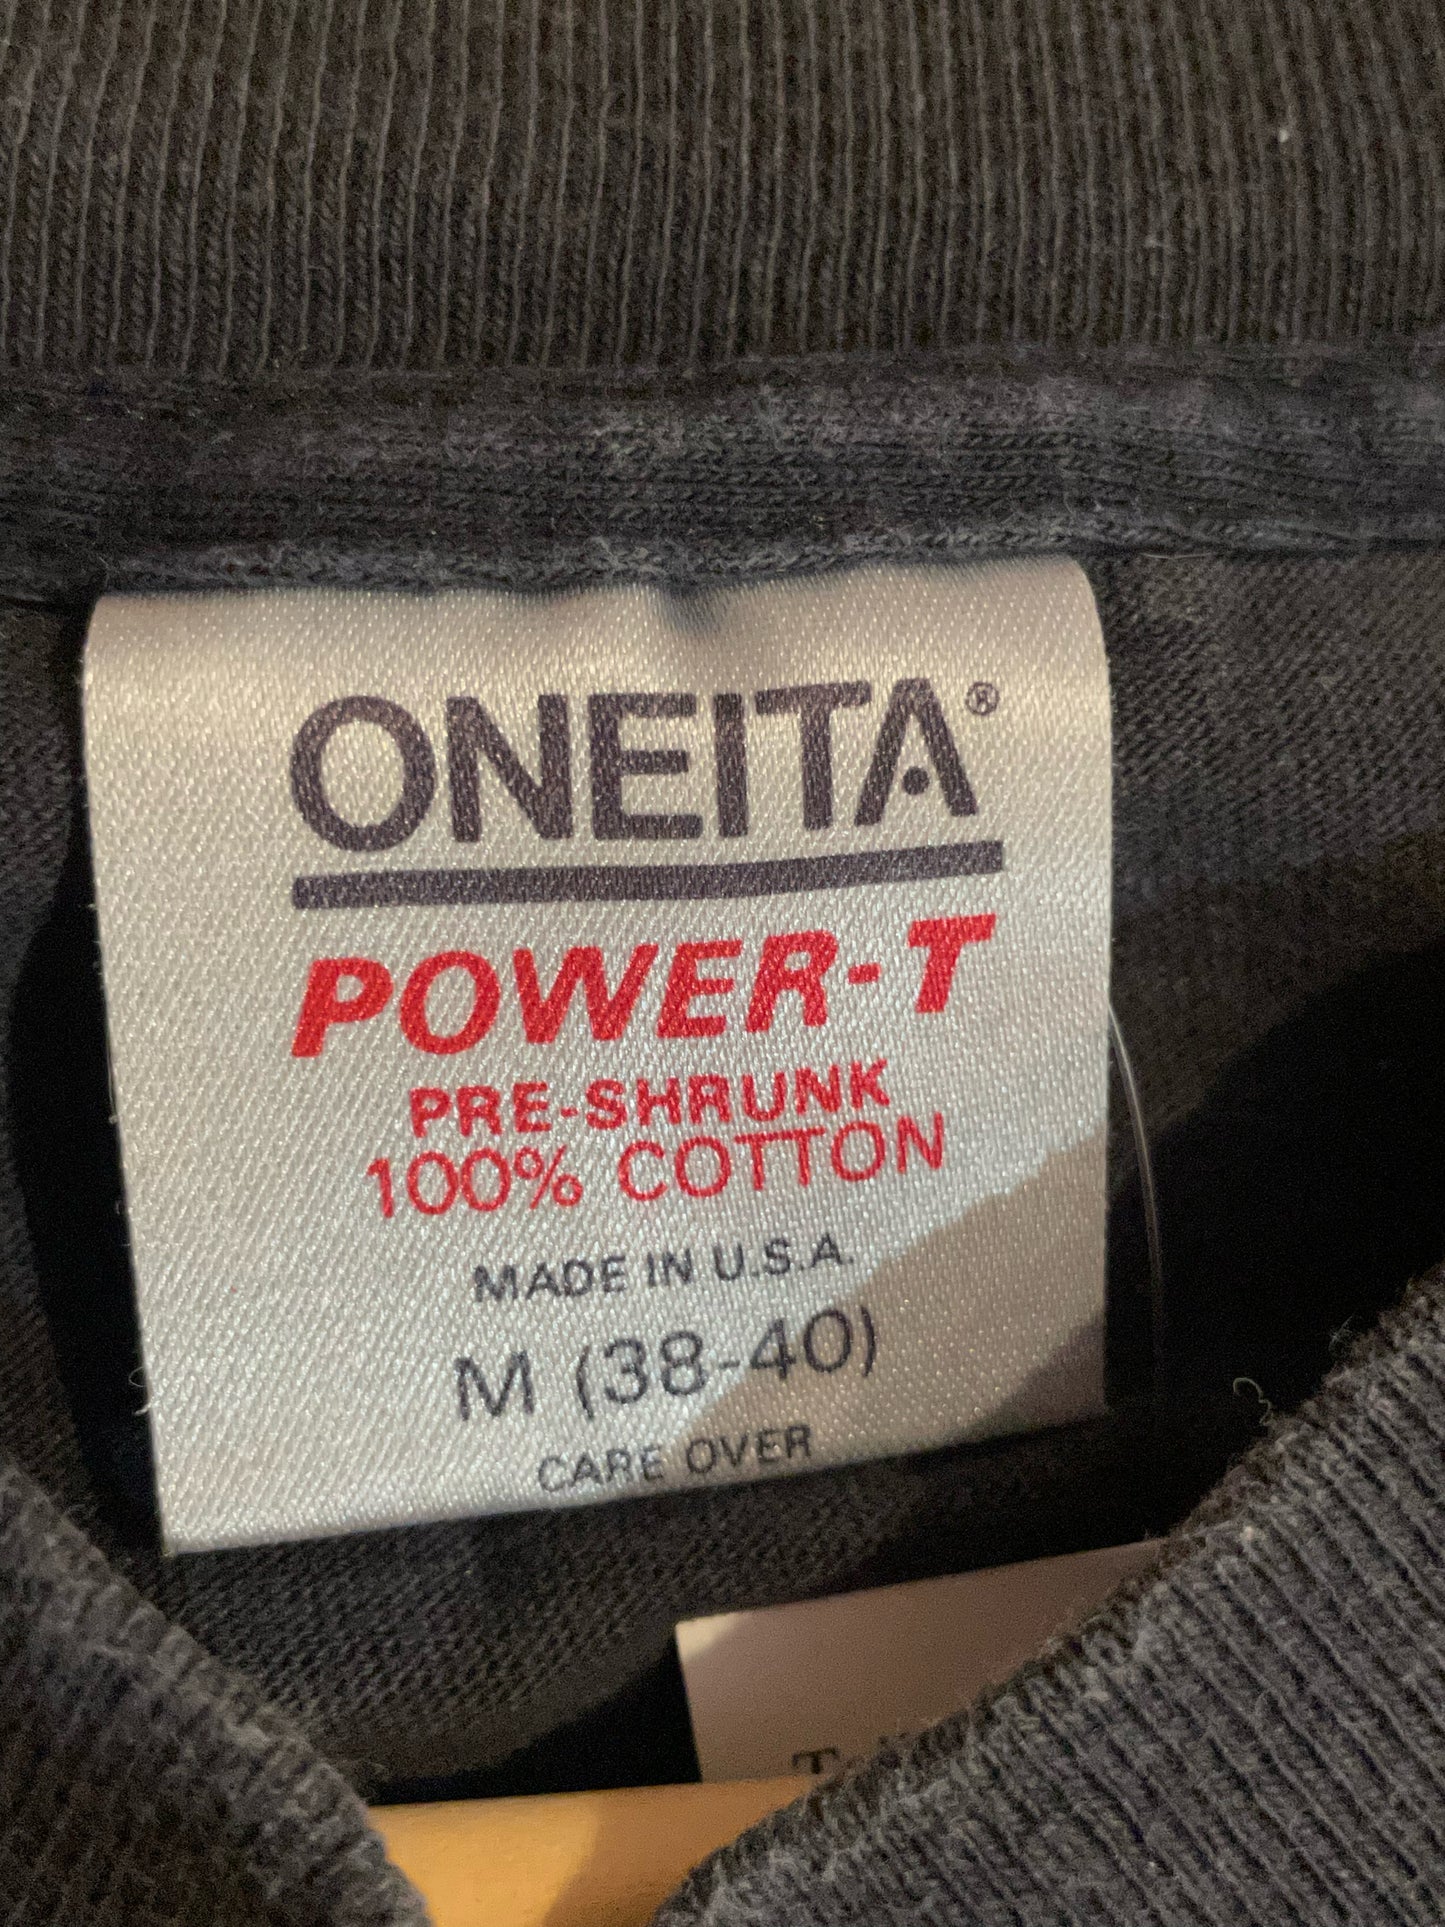 ONEITA®
POWER-T
PRE-SHRUNK
100% COTTON
MADE IN U.S.A.
M (38-40)
CARE OVER